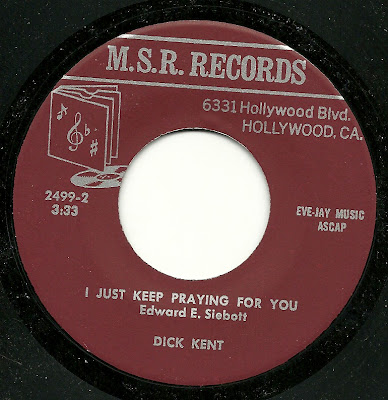 M.S.R. RECORDS
6331 Hollywood Blvd.
HOLLYWOOD, CA.
2499-2
3:33
EVE-JAY MUSIC
ASCAP
I JUST KEEP PRAYING FOR YOU
Edward E. Siebott
DICK KENT